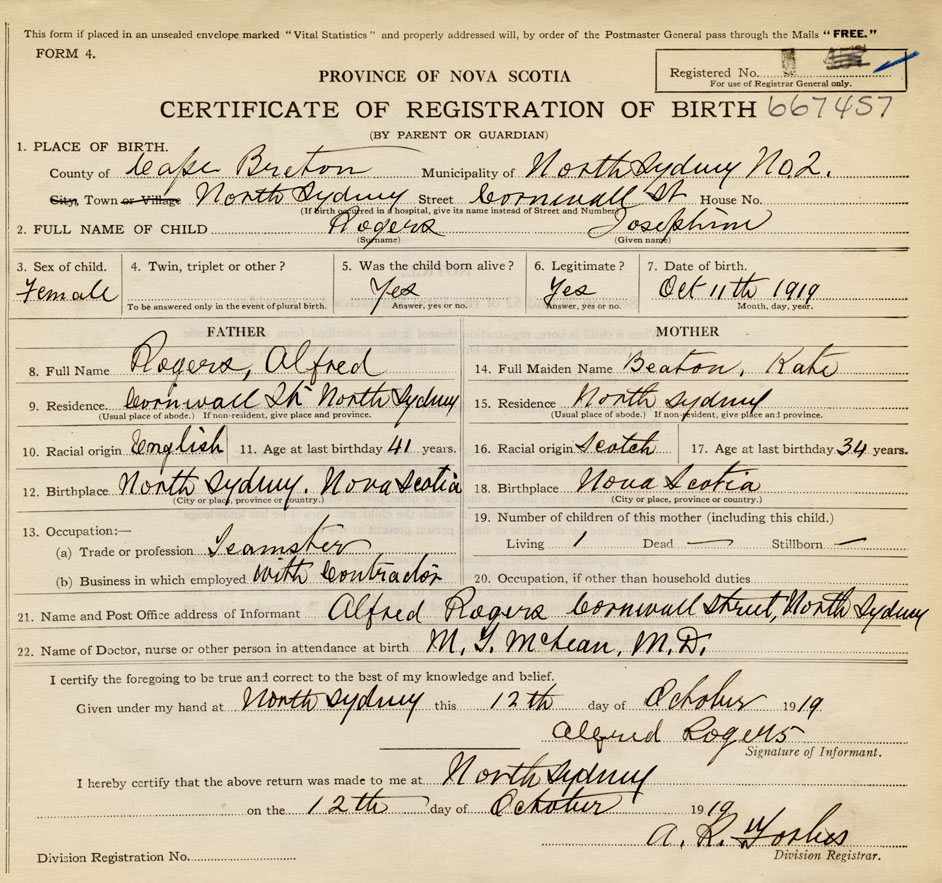 This form if placed in an unsealed envelope marked "Vital Statistics" and properly addressed will, by order of the Postmaster General pass through the Mails "FREE."
FORM 4.
PROVINCE OF NOVA SCOTIA
Registered No.
For use of Registrar General only.
CERTIFICATE OF REGISTRATION OF BIRTH 667457
(BY PARENT OR GUARDIAN)
1. PLACE OF BIRTH.
County of Cape Breton Municipality of North Sydney No 2.
City, Town or Village North Sydney Street Cornwall St House No.
(If birth occurred in a hospital, give its name instead of Street and Number)
2. FULL NAME OF CHILD Rogers Josephine
(Surname) (Given name)
3. Sex of child. 4. Twin, triplet or other? 5. Was the child born alive? 6. Legitimate? 7. Date of birth.
Female Yes Yes Oct 11th 1919
To be answered only in the event of plural birth. Answer, yes or no. Answer, yes or no. Month, day, year.
FATHER MOTHER
8. Full Name Rogers, Alfred 14. Full Maiden Name Beaton, Kate
9. Residence. Cornwall St. North Sydney 15. Residence North Sydney
(Usual place of abode.) If non-resident, give place and province. (Usual place of abode.) If non-resident, give place and province.
10. Racial origin English 11. Age at last birthday 41 years. 16. Racial origin Scotch 17. Age at last birthday 34 years.
12. Birthplace North Sydney. Nova Scotia 18. Birthplace Nova Scotia
(City or place, province or country.) (City or place, province or country.)
13. Occupation:— 19. Number of children of this mother (including this child.)
(a) Trade or profession Teamster Living 1 Dead — Stillborn —
(b) Business in which employed with Contractor 20. Occupation, if other than household duties
21. Name and Post Office address of Informant Alfred Rogers Cornwall Street, North Sydney
22. Name of Doctor, nurse or other person in attendance at birth M. T. McLean, M.D.
I certify the foregoing to be true and correct to the best of my knowledge and belief.
Given under my hand at North Sydney this 12th day of October 1919
Alfred Rogers
Signature of Informant.
I hereby certify that the above return was made to me at North Sydney
on the 12th day of October 1919
A. R. Forbes
Division Registration No. Division Registrar.